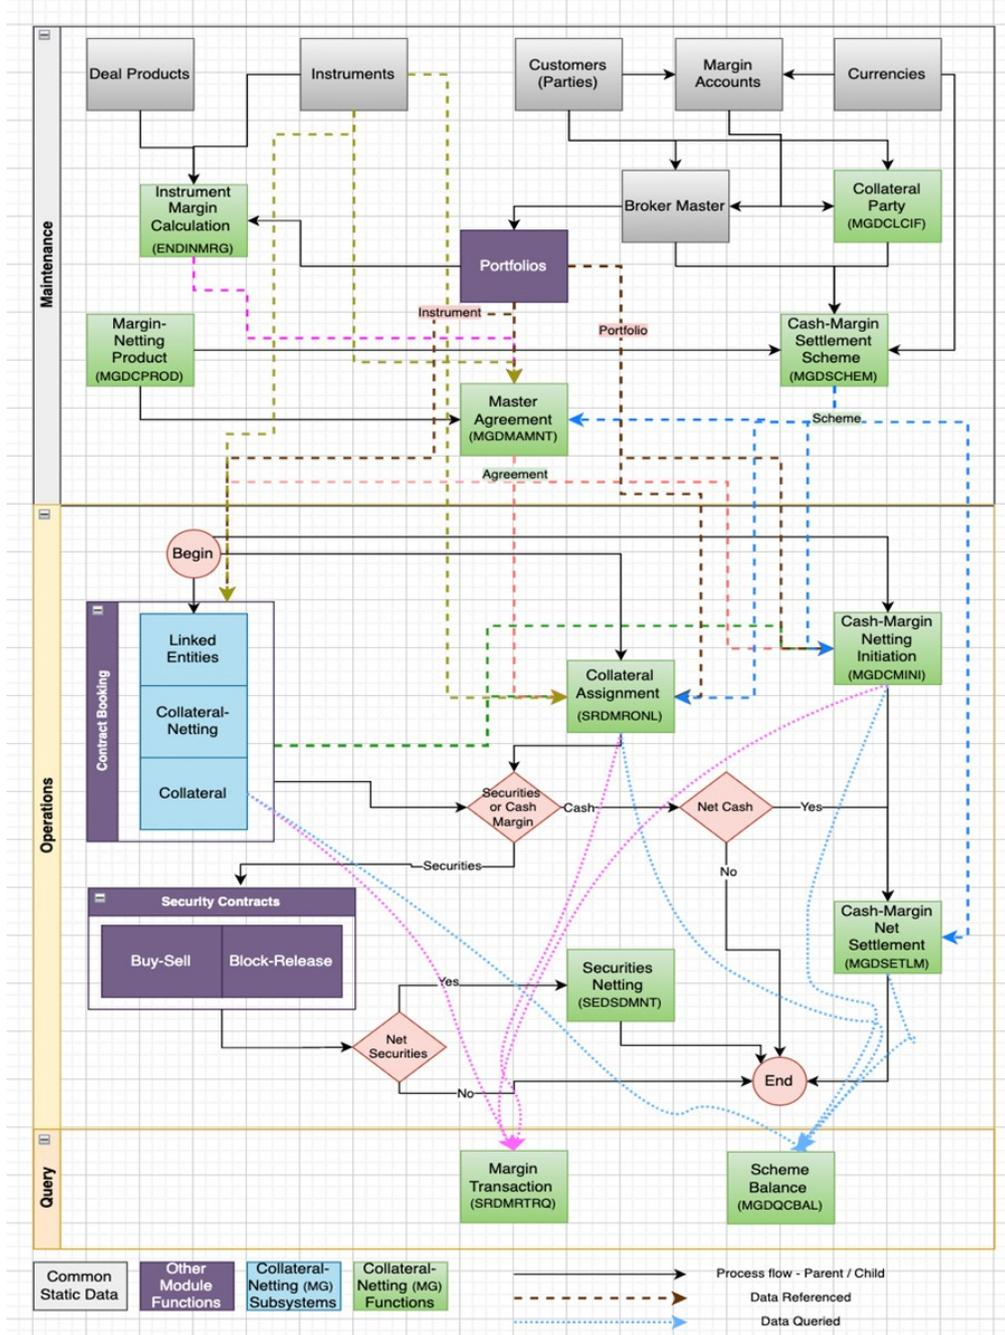 Maintenance
Deal Products
Instruments
Customers
(Parties)
Margin
Accounts
Currencies
Instrument
Margin
Calculation
(ENDINMRG)
Broker Master
Collateral
Party
(MGDCLCIF)
Portfolios
Instrument
Portfolio
Margin-
Netting
Product
(MGDCPROD)
Cash-Margin
Settlement
Scheme
(MGDSCHEM)
Master
Agreement
(MGDMAMNT)
Scheme
Agreement
Operations
Begin
Contract Booking
Linked
Entities
Collateral-
Netting
Collateral
Collateral
Assignment
(SRDMRONL)
Cash-Margin
Netting
Initiation
(MGDCMINI)
Securities
or Cash
Margin
Cash
Net Cash
Yes
No
Securities
Security Contracts
Buy-Sell
Block-Release
Cash-Margin
Net
Settlement
(MGDSETLM)
Securities
Netting
(SEDSDMNT)
Yes
Net
Securities
No
End
Query
Margin
Transaction
(SRDMRTRQ)
Scheme
Balance
(MGDQCBAL)
Common
Static Data
Other
Module
Functions
Collateral-
Netting (MG)
Subsystems
Collateral-
Netting (MG)
Functions
Process flow - Parent / Child
Data Referenced
Data Queried